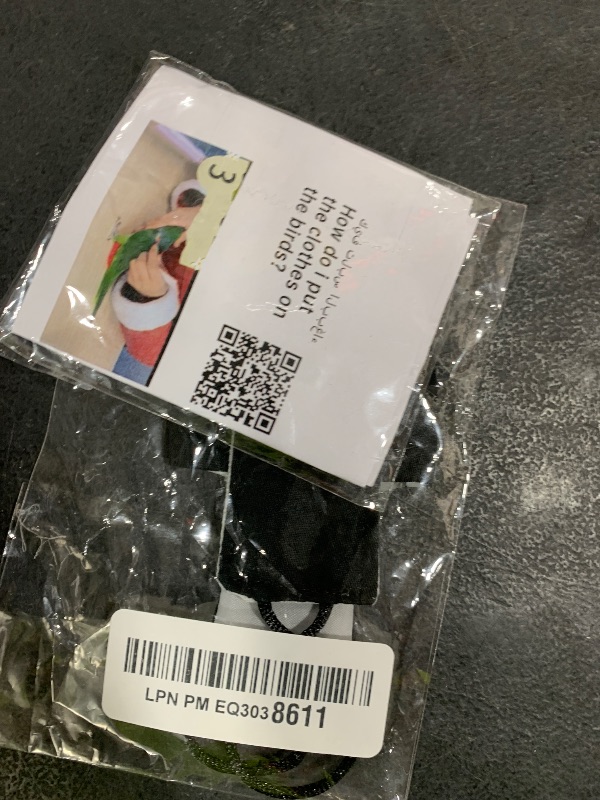 3
How do i put
the clothes on
the birds?
LPN PM EQ3038611